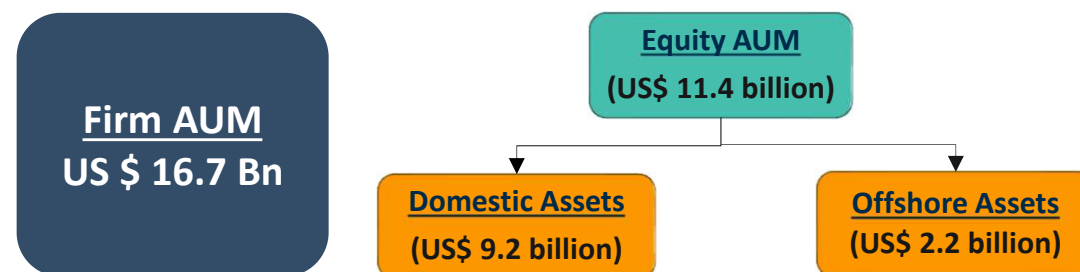 Firm AUM
US $ 16.7 Bn
Equity AUM
(US$ 11.4 billion)
Domestic Assets
(US$ 9.2 billion)
Offshore Assets
(US$ 2.2 billion)